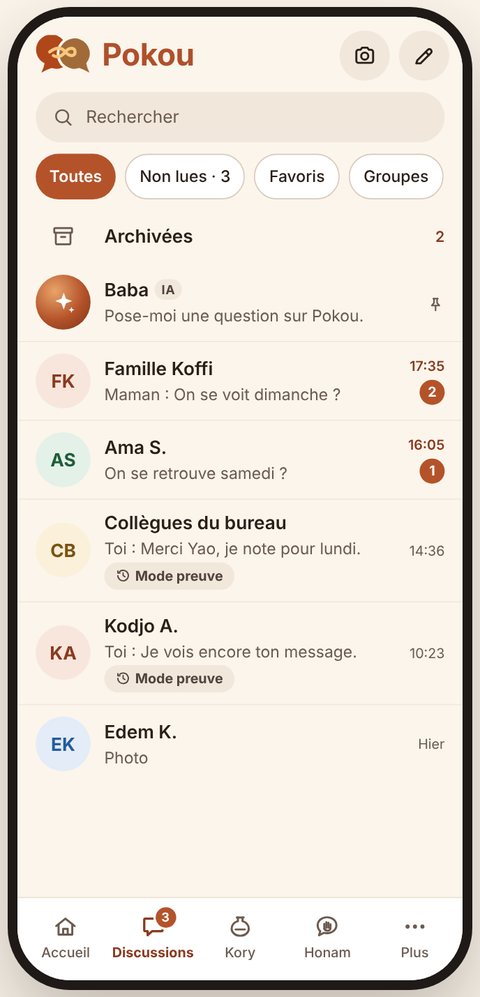 Pokou
Rechercher
Toutes
Non lues · 3
Favoris
Groupes
Archivées
2
Baba IA
Pose-moi une question sur Pokou.
FK
Famille Koffi
17:35
Maman : On se voit dimanche ?
2
AS
Ama S.
16:05
On se retrouve samedi ?
1
CB
Collègues du bureau
Toi : Merci Yao, je note pour lundi.
14:36
Mode preuve
KA
Kodjo A.
Toi : Je vois encore ton message.
10:23
Mode preuve
EK
Edem K.
Hier
Photo
3
Accueil
Discussions
Kory
Honam
Plus